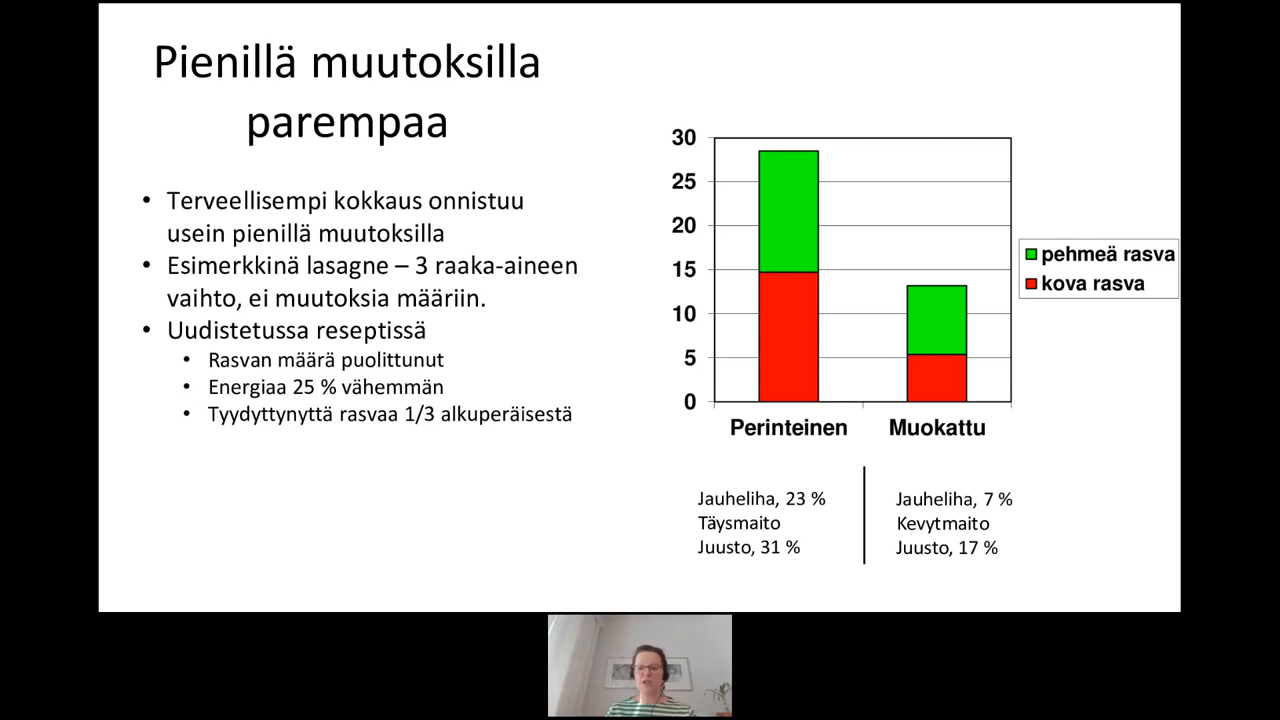 Pienillä muutoksilla
parempaa
• Terveellisempi kokkaus onnistuu
usein pienillä muutoksilla
• Esimerkkinä lasagne – 3 raaka-aineen
vaihto, ei muutoksia määriin.
• Uudistetussa reseptissä
• Rasvan määrä puolittunut
• Energiaa 25 % vähemmän
• Tyydyttynyttä rasvaa 1/3 alkuperäisestä
30
25
20
15
10
5
0
Perinteinen
Muokattu
pehmeä rasva
kova rasva
Jauheliha, 23 %
Täysmaito
Juusto, 31 %
Jauheliha, 7 %
Kevytmaito
Juusto, 17 %